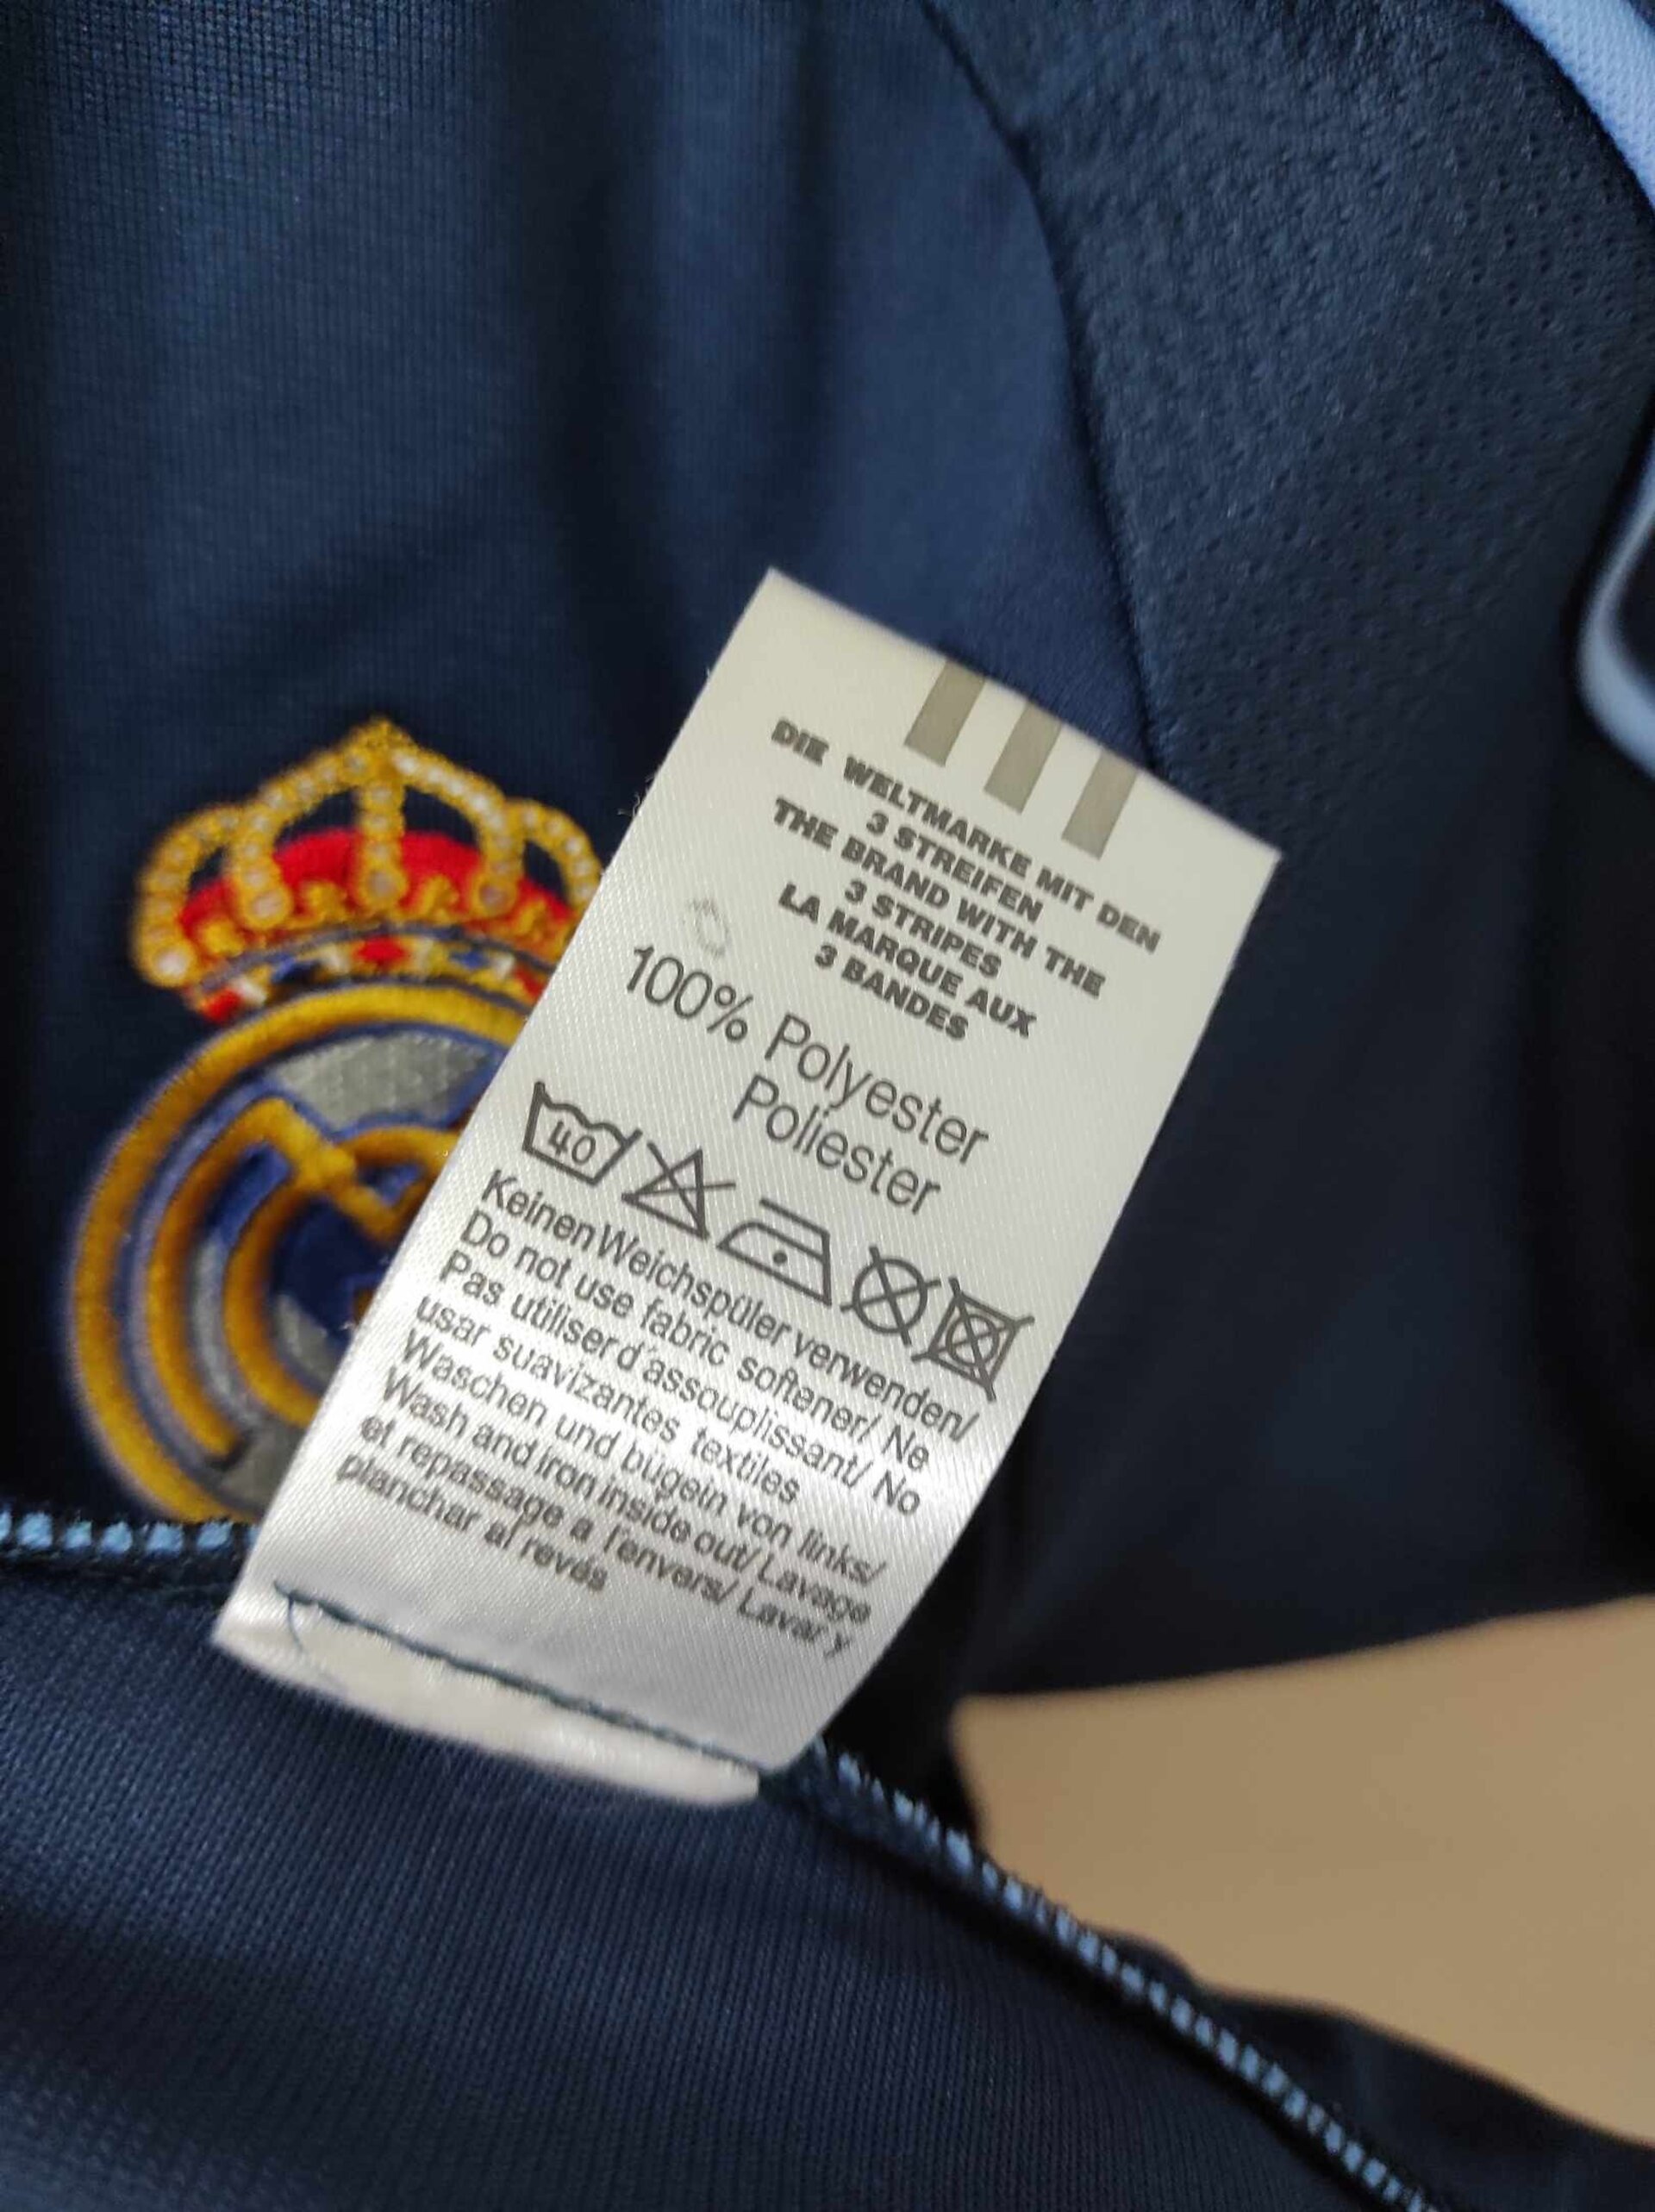 DIE WELTMARKE MIT DEN
3 STREIFEN
THE BRAND WITH THE
3 STRIPES
LA MARQUE AUX
3 BANDES
100% Polyester
Poliester
40
Keinen Weichspüler verwenden/
Do not use fabric softener/ Ne
Pas utiliser d'assouplissant/ No
usar suavizantes textiles
Waschen und bügeln von links/
Wash and iron inside out/ Lavage
et repassage a l'envers/ Lavar y
planchar al revés